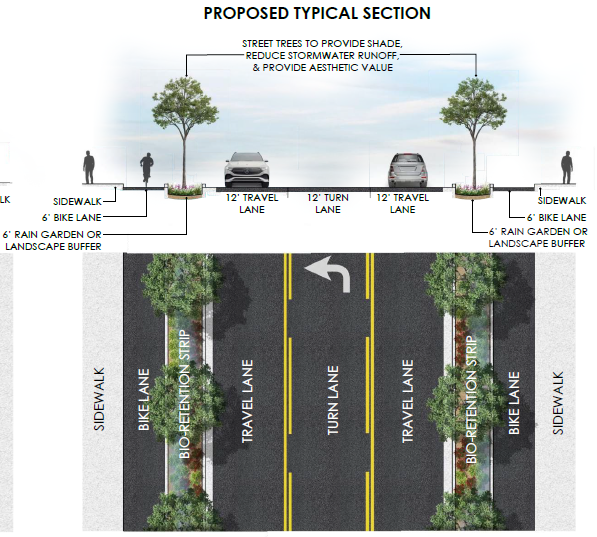 PROPOSED TYPICAL SECTION
STREET TREES TO PROVIDE SHADE,
REDUCE STORMWATER RUNOFF,
& PROVIDE AESTHETIC VALUE
LK
SIDEWALK
6' BIKE LANE
6' RAIN GARDEN OR
LANDSCAPE BUFFER
12' TRAVEL
LANE
12' TURN
LANE
12' TRAVEL
LANE
SIDEWALK
6' BIKE LANE
6' RAIN GARDEN OR
LANDSCAPE BUFFER
SIDEWALK
BIKE LANE
BIO-RETENTION STRIP
TRAVEL LANE
TURN LANE
TRAVEL LANE
BIO-RETENTION STRIP
BIKE LANE
SIDEWALK